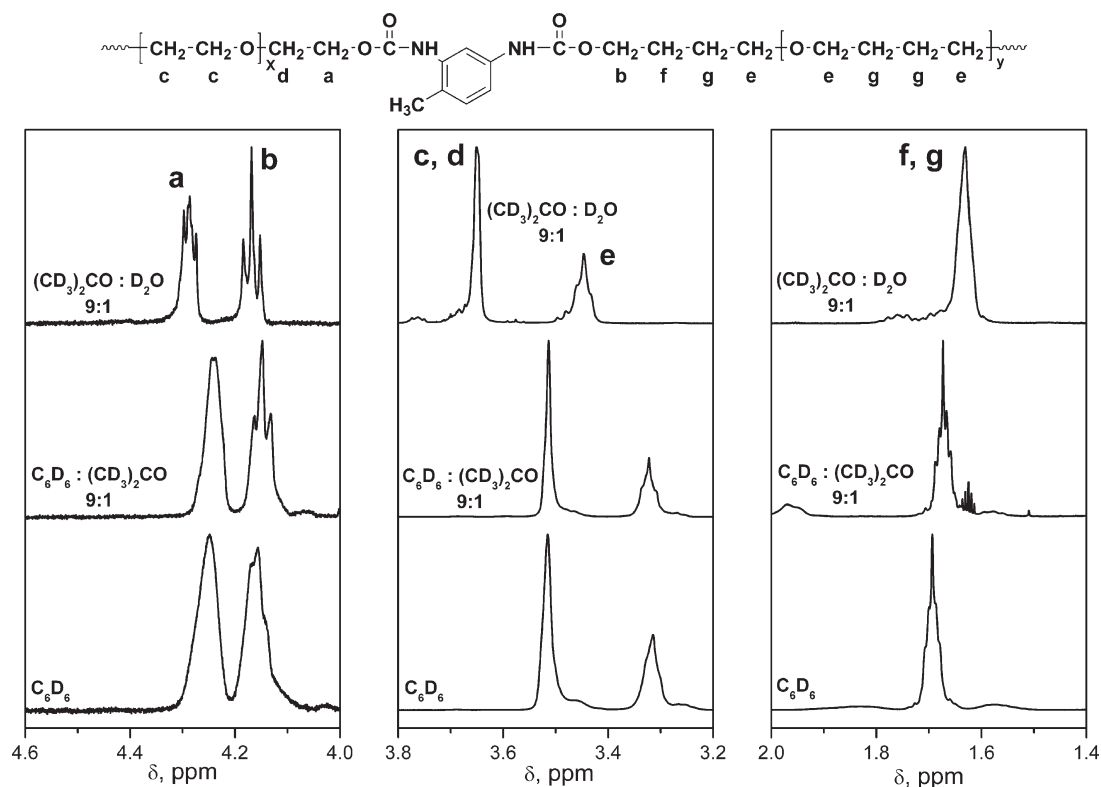 O O
[CH2-CH2-O]x CH2-CH2-O-C-NH NH-C-O-CH2-CH2-CH2-CH2[O-CH2-CH2-CH2-CH2]y
c c d a b f g e e g g e
H3C
a b
(CD3)2CO : D2O
9:1
C6D6 : (CD3)2CO
9:1
C6D6
4.6 4.4 4.2 4.0
δ, ppm
c, d
(CD3)2CO : D2O
9:1
e
C6D6 : (CD3)2CO
9:1
C6D6
3.8 3.6 3.4 3.2
δ, ppm
f, g
(CD3)2CO : D2O
9:1
C6D6 : (CD3)2CO
9:1
C6D6
2.0 1.8 1.6 1.4
δ, ppm